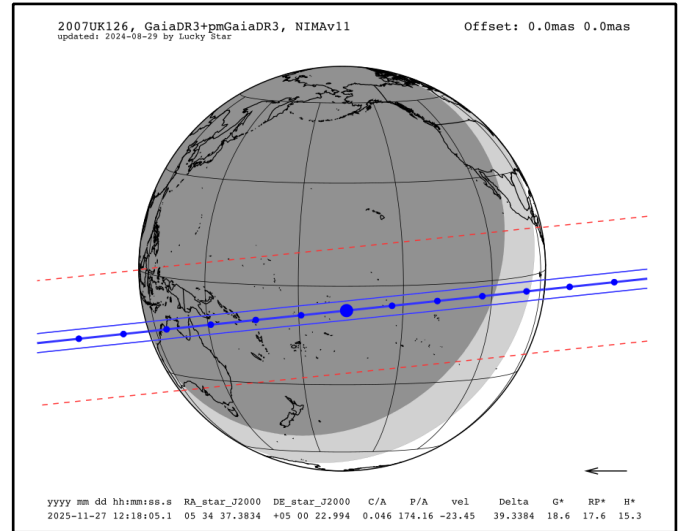 2007UK126, GaiaDR3+pmGaiaDR3, NIMAv11 Offset: 0.0mas 0.0mas
updated: 2024-08-29 by Lucky Star
yyyy mm dd hh:mm:ss.s RA_star_J2000 DE_star_J2000 C/A P/A vel Delta G* RP* H*
2025-11-27 12:18:05.1 05 34 37.3834 +05 00 22.994 0.046 174.16 -23.45 39.3384 18.6 17.6 15.3